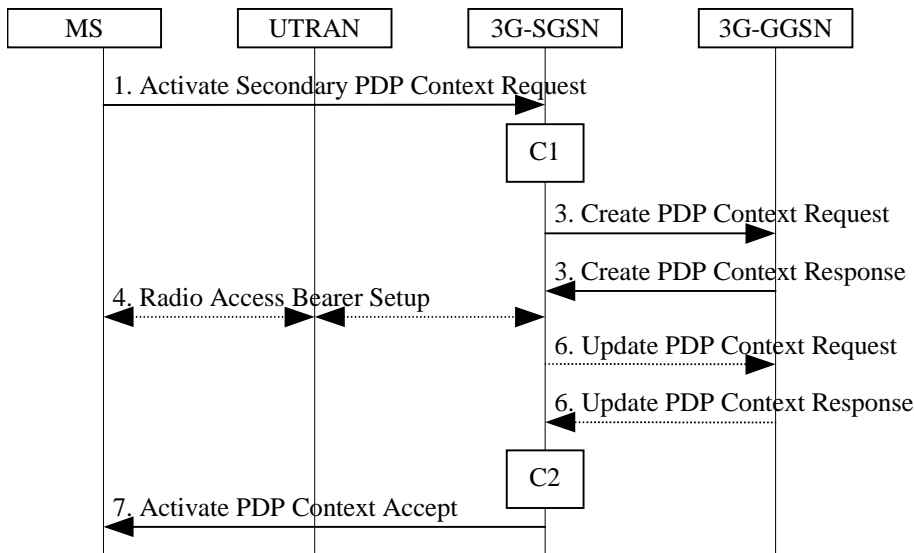 MS
UTRAN
3G-SGSN
3G-GGSN
1. Activate Secondary PDP Context Request
C1
3. Create PDP Context Request
3. Create PDP Context Response
4. Radio Access Bearer Setup
6. Update PDP Context Request
6. Update PDP Context Response
C2
7. Activate PDP Context Accept